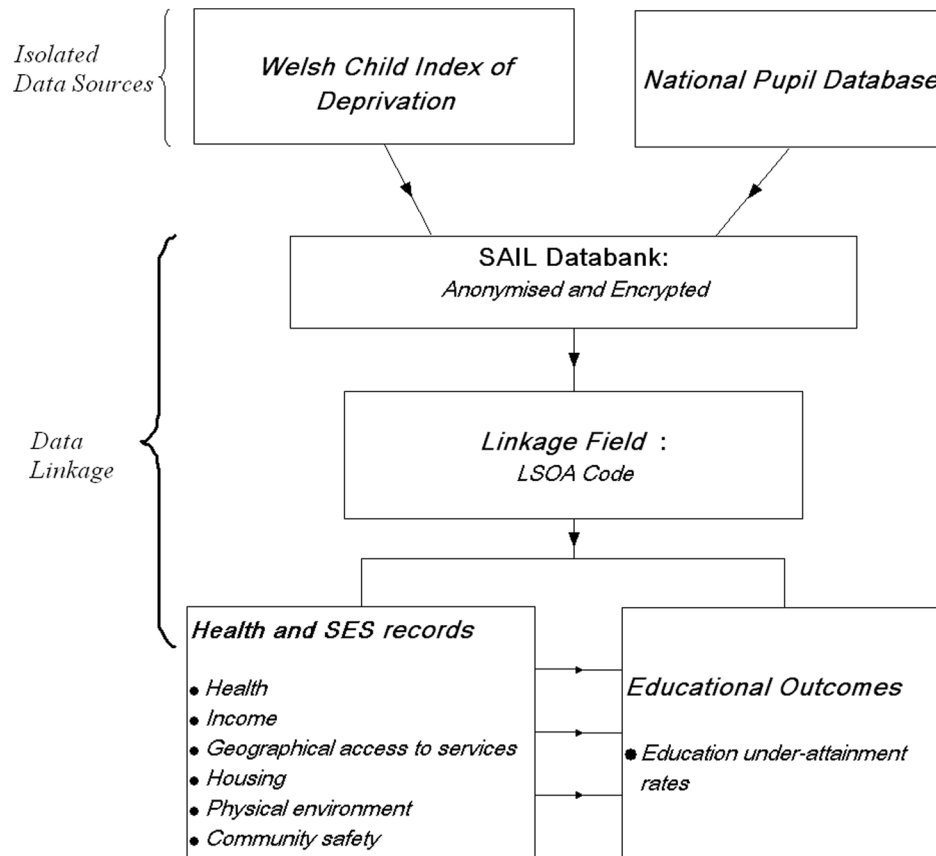 Isolated
Data Sources
Welsh Child Index of
Deprivation
National Pupil Database
SAIL Databank:
Anonymised and Encrypted
Data
Linkage
Linkage Field :
LSOA Code
Health and SES records
● Health
● Income
● Geographical access to services
● Housing
● Physical environment
● Community safety
Educational Outcomes
● Education under-attainment
rates